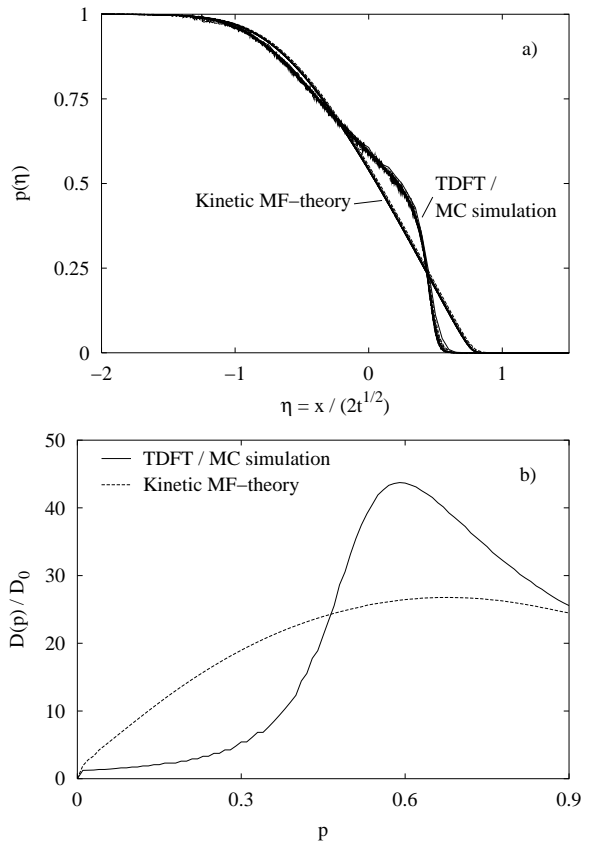 1
a)
0.75
p(η)
0.5
TDFT /
Kinetic MF−theory
MC simulation
0.25
0
−2
−1
0
1
η = x / (2t^1/2)
50
TDFT / MC simulation
b)
Kinetic MF−theory
40
30
D(p) / D₀
20
10
0
0
0.3
0.6
0.9
p